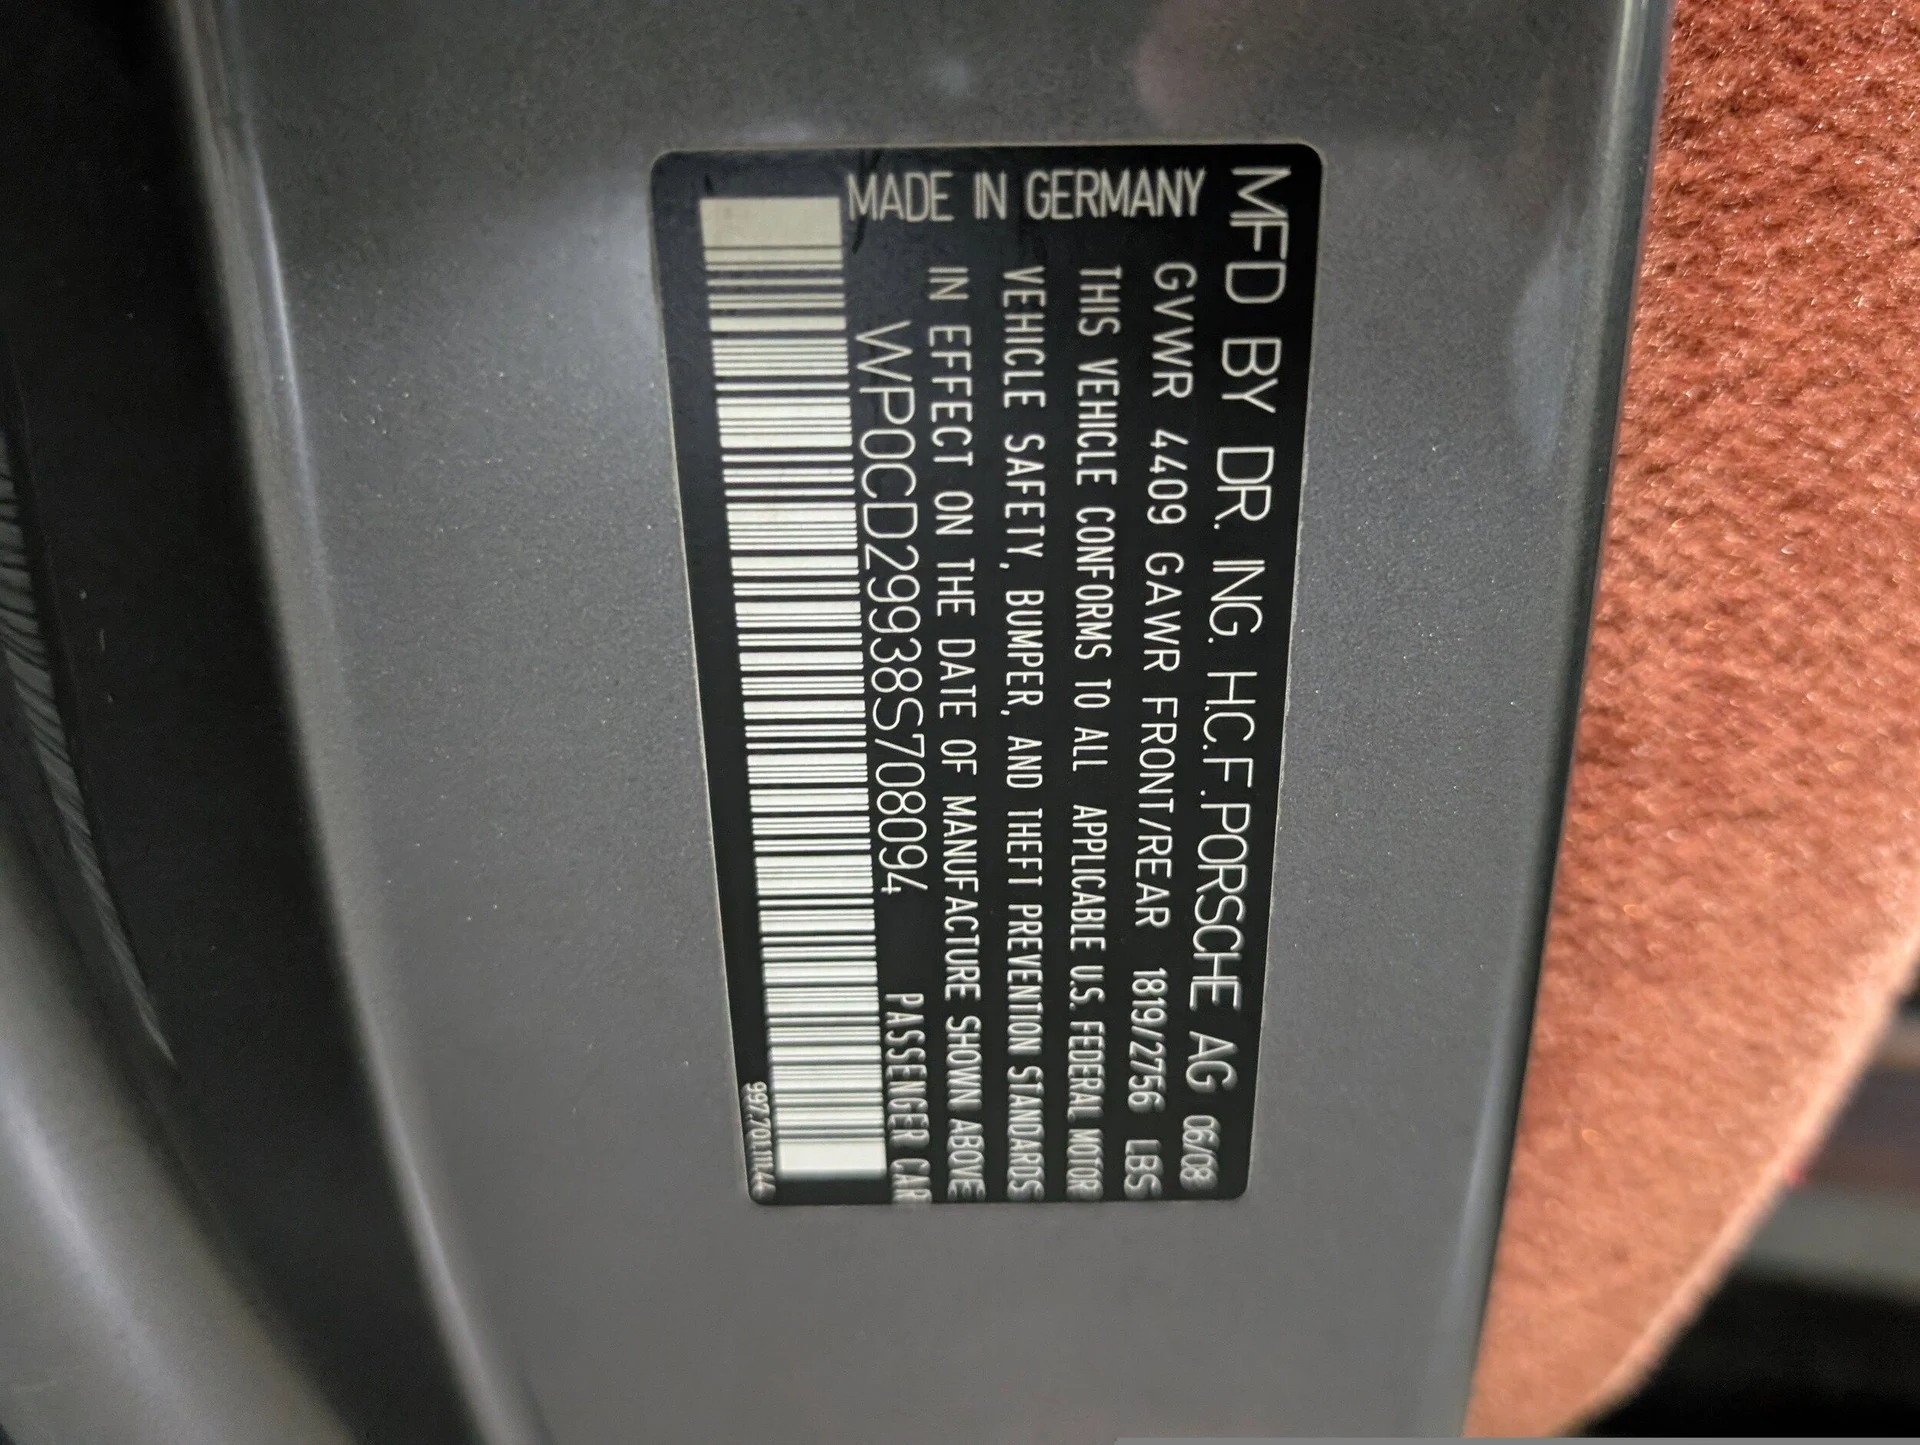 MFD BY DR. ING. H.C.F.PORSCHE AG 06/08
GVWR 4409 GAWR FRONT/REAR 1819/2756 LBS
THIS VEHICLE CONFORMS TO ALL APPLICABLE U.S. FEDERAL MOTOR
VEHICLE SAFETY, BUMPER, AND THEFT PREVENTION STANDARDS
IN EFFECT ON THE DATE OF MANUFACTURE SHOWN ABOVE
MADE IN GERMANY
WP0CD29938S708094 PASSENGER CAR
997.701.111.44